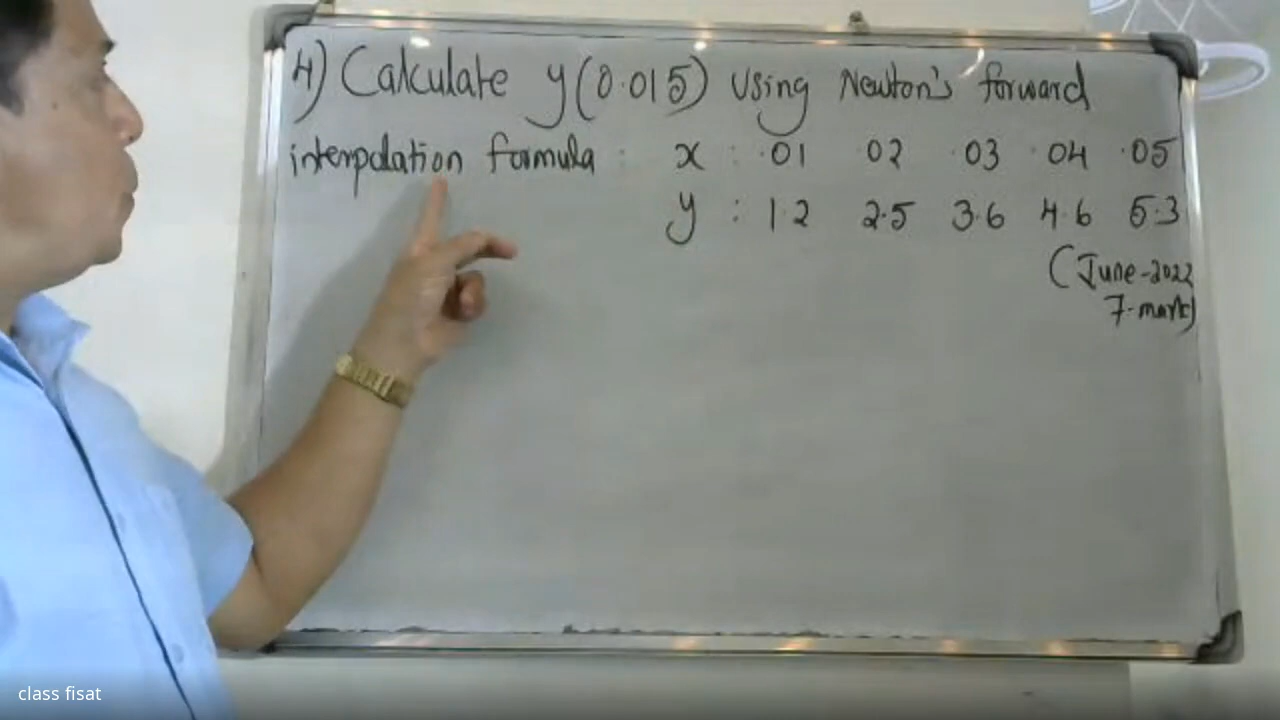 4) Calculate y(0.015) using Newton's forward
interpolation formula : x : .01 02 .03 .04 .05
y : 1.2 2.5 3.6 4.6 5.3
(June-2022
7-mark)
class fisat